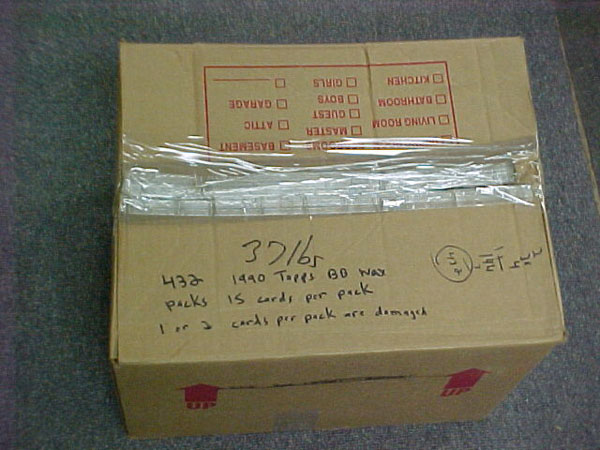 KITCHEN
BATHROOM
LIVING ROOM
GIRLS
BOYS
GUEST
MASTER
GARAGE
ATTIC
BASEMENT
37 lbs
432 1990 Topps BB Wax
packs 15 cards per pack
1 or 2 cards per pack are damaged
UP
UP